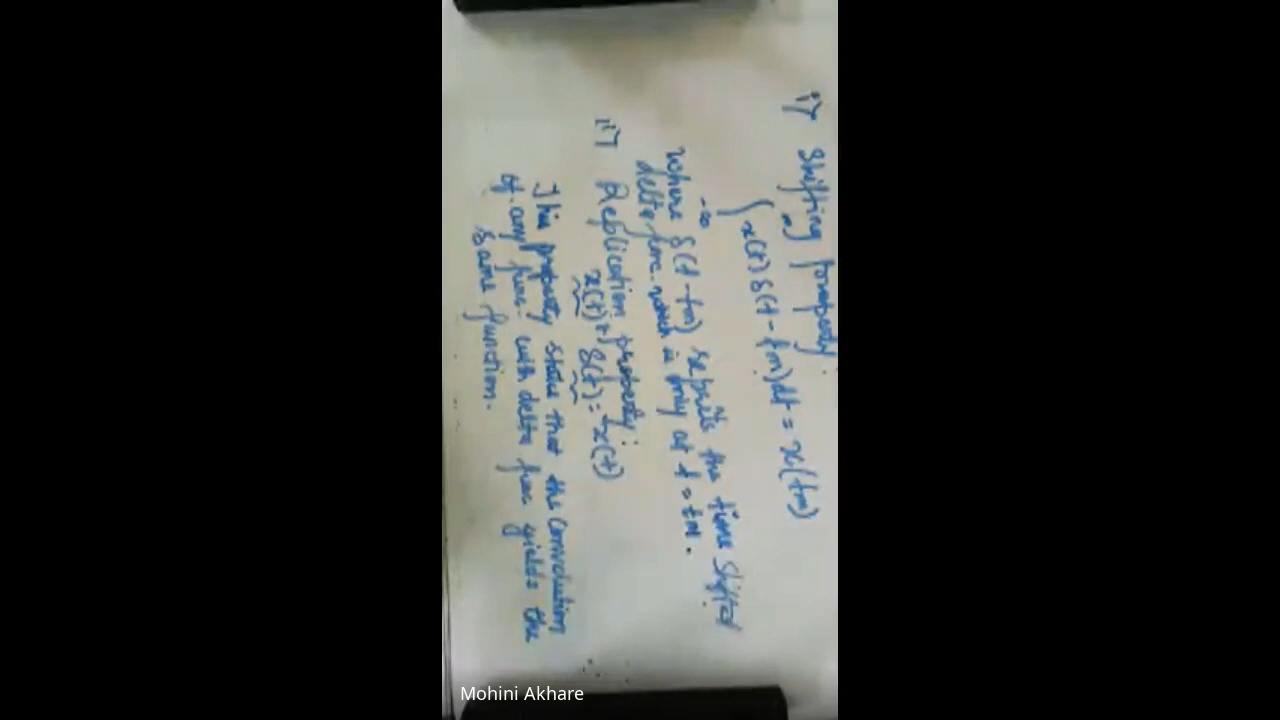 i) Shifting property:
∞
∫ x(t) δ(t - tm) dt = x(tm)
-∞
where δ(t - tm) reprts the time shifted
delta func. which is only at t = tm.
ii) Replication property:
x(t) * δ(t) = x(t)
This property states that the convolution
of any func. with delta func yields the
same function.
Mohini Akhare